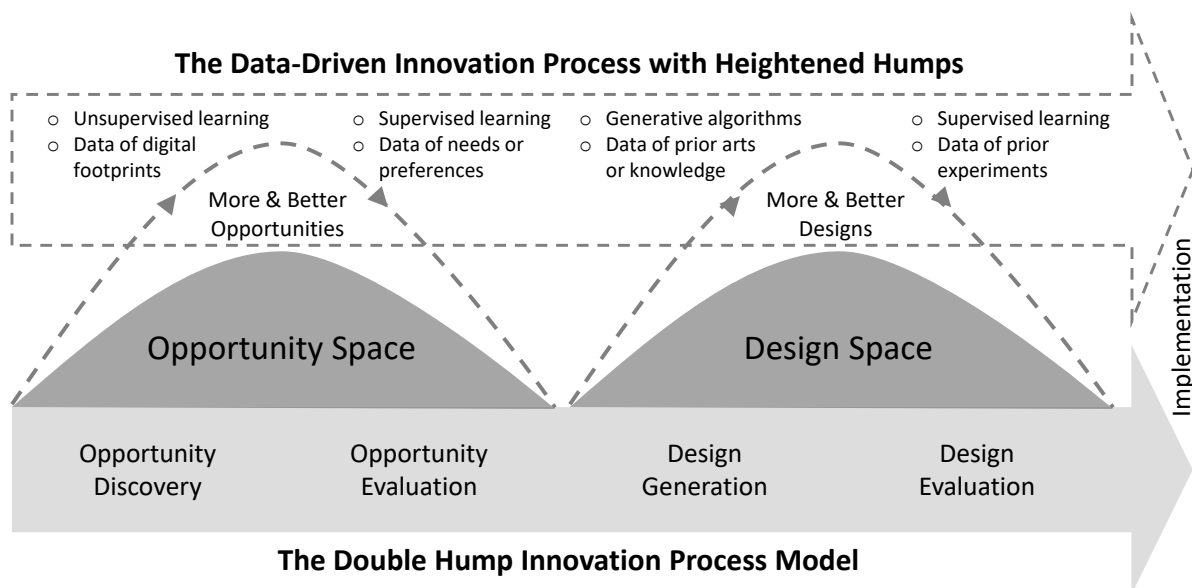 The Data-Driven Innovation Process with Heightened Humps
o Unsupervised learning
o Data of digital
footprints
o Supervised learning
o Data of needs or
preferences
o Generative algorithms
o Data of prior arts
or knowledge
o Supervised learning
o Data of prior
experiments
More & Better
Opportunities
More & Better
Designs
Opportunity Space
Design Space
Implementation
Opportunity
Discovery
Opportunity
Evaluation
Design
Generation
Design
Evaluation
The Double Hump Innovation Process Model